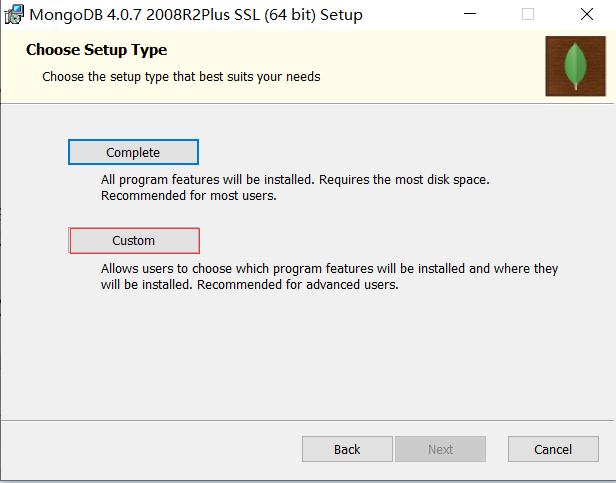 MongoDB 4.0.7 2008R2Plus SSL (64 bit) Setup
Choose Setup Type
Choose the setup type that best suits your needs
Complete
All program features will be installed. Requires the most disk space.
Recommended for most users.
Custom
Allows users to choose which program features will be installed and where they
will be installed. Recommended for advanced users.
Back
Next
Cancel